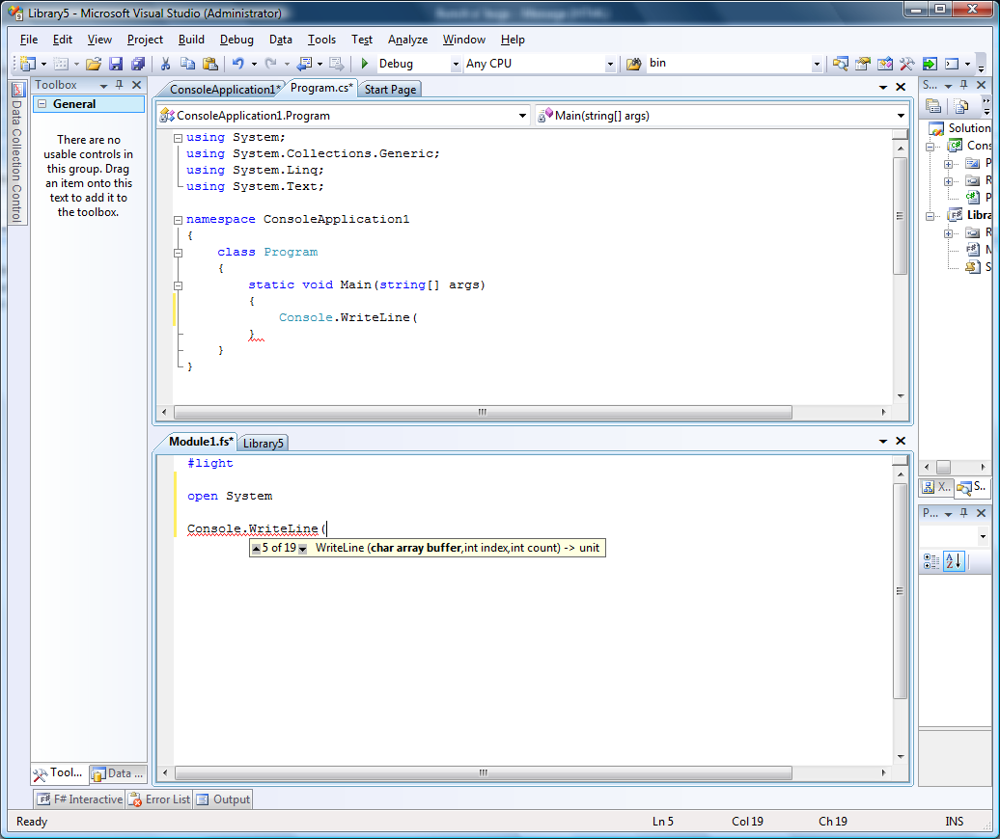 Library5 - Microsoft Visual Studio (Administrator)
File Edit View Project Build Debug Data Tools Test Analyze Window Help
Debug Any CPU bin
Data Collection Control
Toolbox
General
There are no
usable controls in
this group. Drag
an item onto this
text to add it to
the toolbox.
Tool... Data ...
ConsoleApplication1* Program.cs* Start Page
ConsoleApplication1.Program Main(string[] args)
using System;
using System.Collections.Generic;
using System.Linq;
using System.Text;
namespace ConsoleApplication1
{
class Program
{
static void Main(string[] args)
{
Console.WriteLine(
}
}
}
Module1.fs* Library5
#light
open System
Console.WriteLine(
5 of 19 WriteLine (char array buffer,int index,int count) -> unit
S...
Solution
Cons
P
R
P
Libra
R
M
S
X.. S..
P...
F# Interactive Error List Output
Ready Ln 5 Col 19 Ch 19 INS